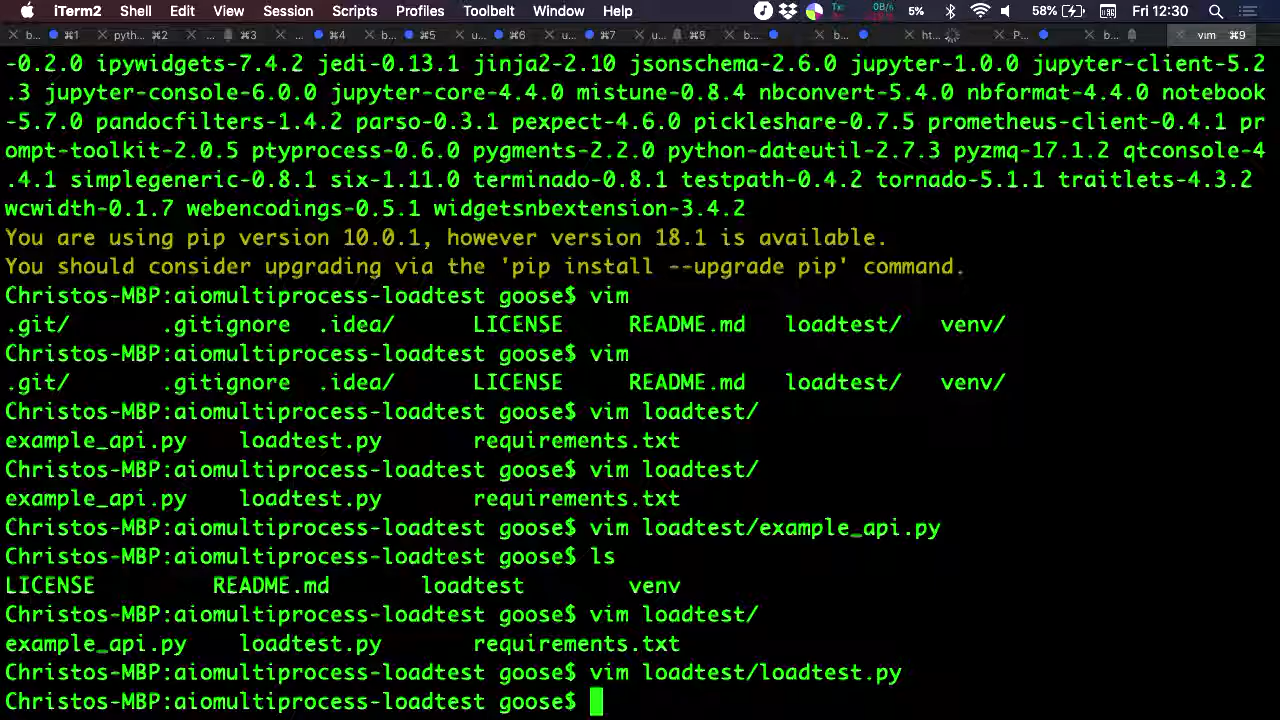 iTerm2 Shell Edit View Session Scripts Profiles Toolbelt Window Help Tx: 0B/s 5% 58% Fri 12:30
b... ⌘1 pyth... ⌘2 ... ⌘3 ... ⌘4 b... ⌘5 u... ⌘6 u... ⌘7 u... ⌘8 b... b... ht... P... b... vim ⌘9
-0.2.0 ipywidgets-7.4.2 jedi-0.13.1 jinja2-2.10 jsonschema-2.6.0 jupyter-1.0.0 jupyter-client-5.2
.3 jupyter-console-6.0.0 jupyter-core-4.4.0 mistune-0.8.4 nbconvert-5.4.0 nbformat-4.4.0 notebook
-5.7.0 pandocfilters-1.4.2 parso-0.3.1 pexpect-4.6.0 pickleshare-0.7.5 prometheus-client-0.4.1 pr
ompt-toolkit-2.0.5 ptyprocess-0.6.0 pygments-2.2.0 python-dateutil-2.7.3 pyzmq-17.1.2 qtconsole-4
.4.1 simplegeneric-0.8.1 six-1.11.0 terminado-0.8.1 testpath-0.4.2 tornado-5.1.1 traitlets-4.3.2
wcwidth-0.1.7 webencodings-0.5.1 widgetsnbextension-3.4.2
You are using pip version 10.0.1, however version 18.1 is available.
You should consider upgrading via the 'pip install --upgrade pip' command.
Christos-MBP:aiomultiprocess-loadtest goose$ vim
.git/ .gitignore .idea/ LICENSE README.md loadtest/ venv/
Christos-MBP:aiomultiprocess-loadtest goose$ vim
.git/ .gitignore .idea/ LICENSE README.md loadtest/ venv/
Christos-MBP:aiomultiprocess-loadtest goose$ vim loadtest/
example_api.py loadtest.py requirements.txt
Christos-MBP:aiomultiprocess-loadtest goose$ vim loadtest/
example_api.py loadtest.py requirements.txt
Christos-MBP:aiomultiprocess-loadtest goose$ vim loadtest/example_api.py
Christos-MBP:aiomultiprocess-loadtest goose$ ls
LICENSE README.md loadtest venv
Christos-MBP:aiomultiprocess-loadtest goose$ vim loadtest/
example_api.py loadtest.py requirements.txt
Christos-MBP:aiomultiprocess-loadtest goose$ vim loadtest/loadtest.py
Christos-MBP:aiomultiprocess-loadtest goose$